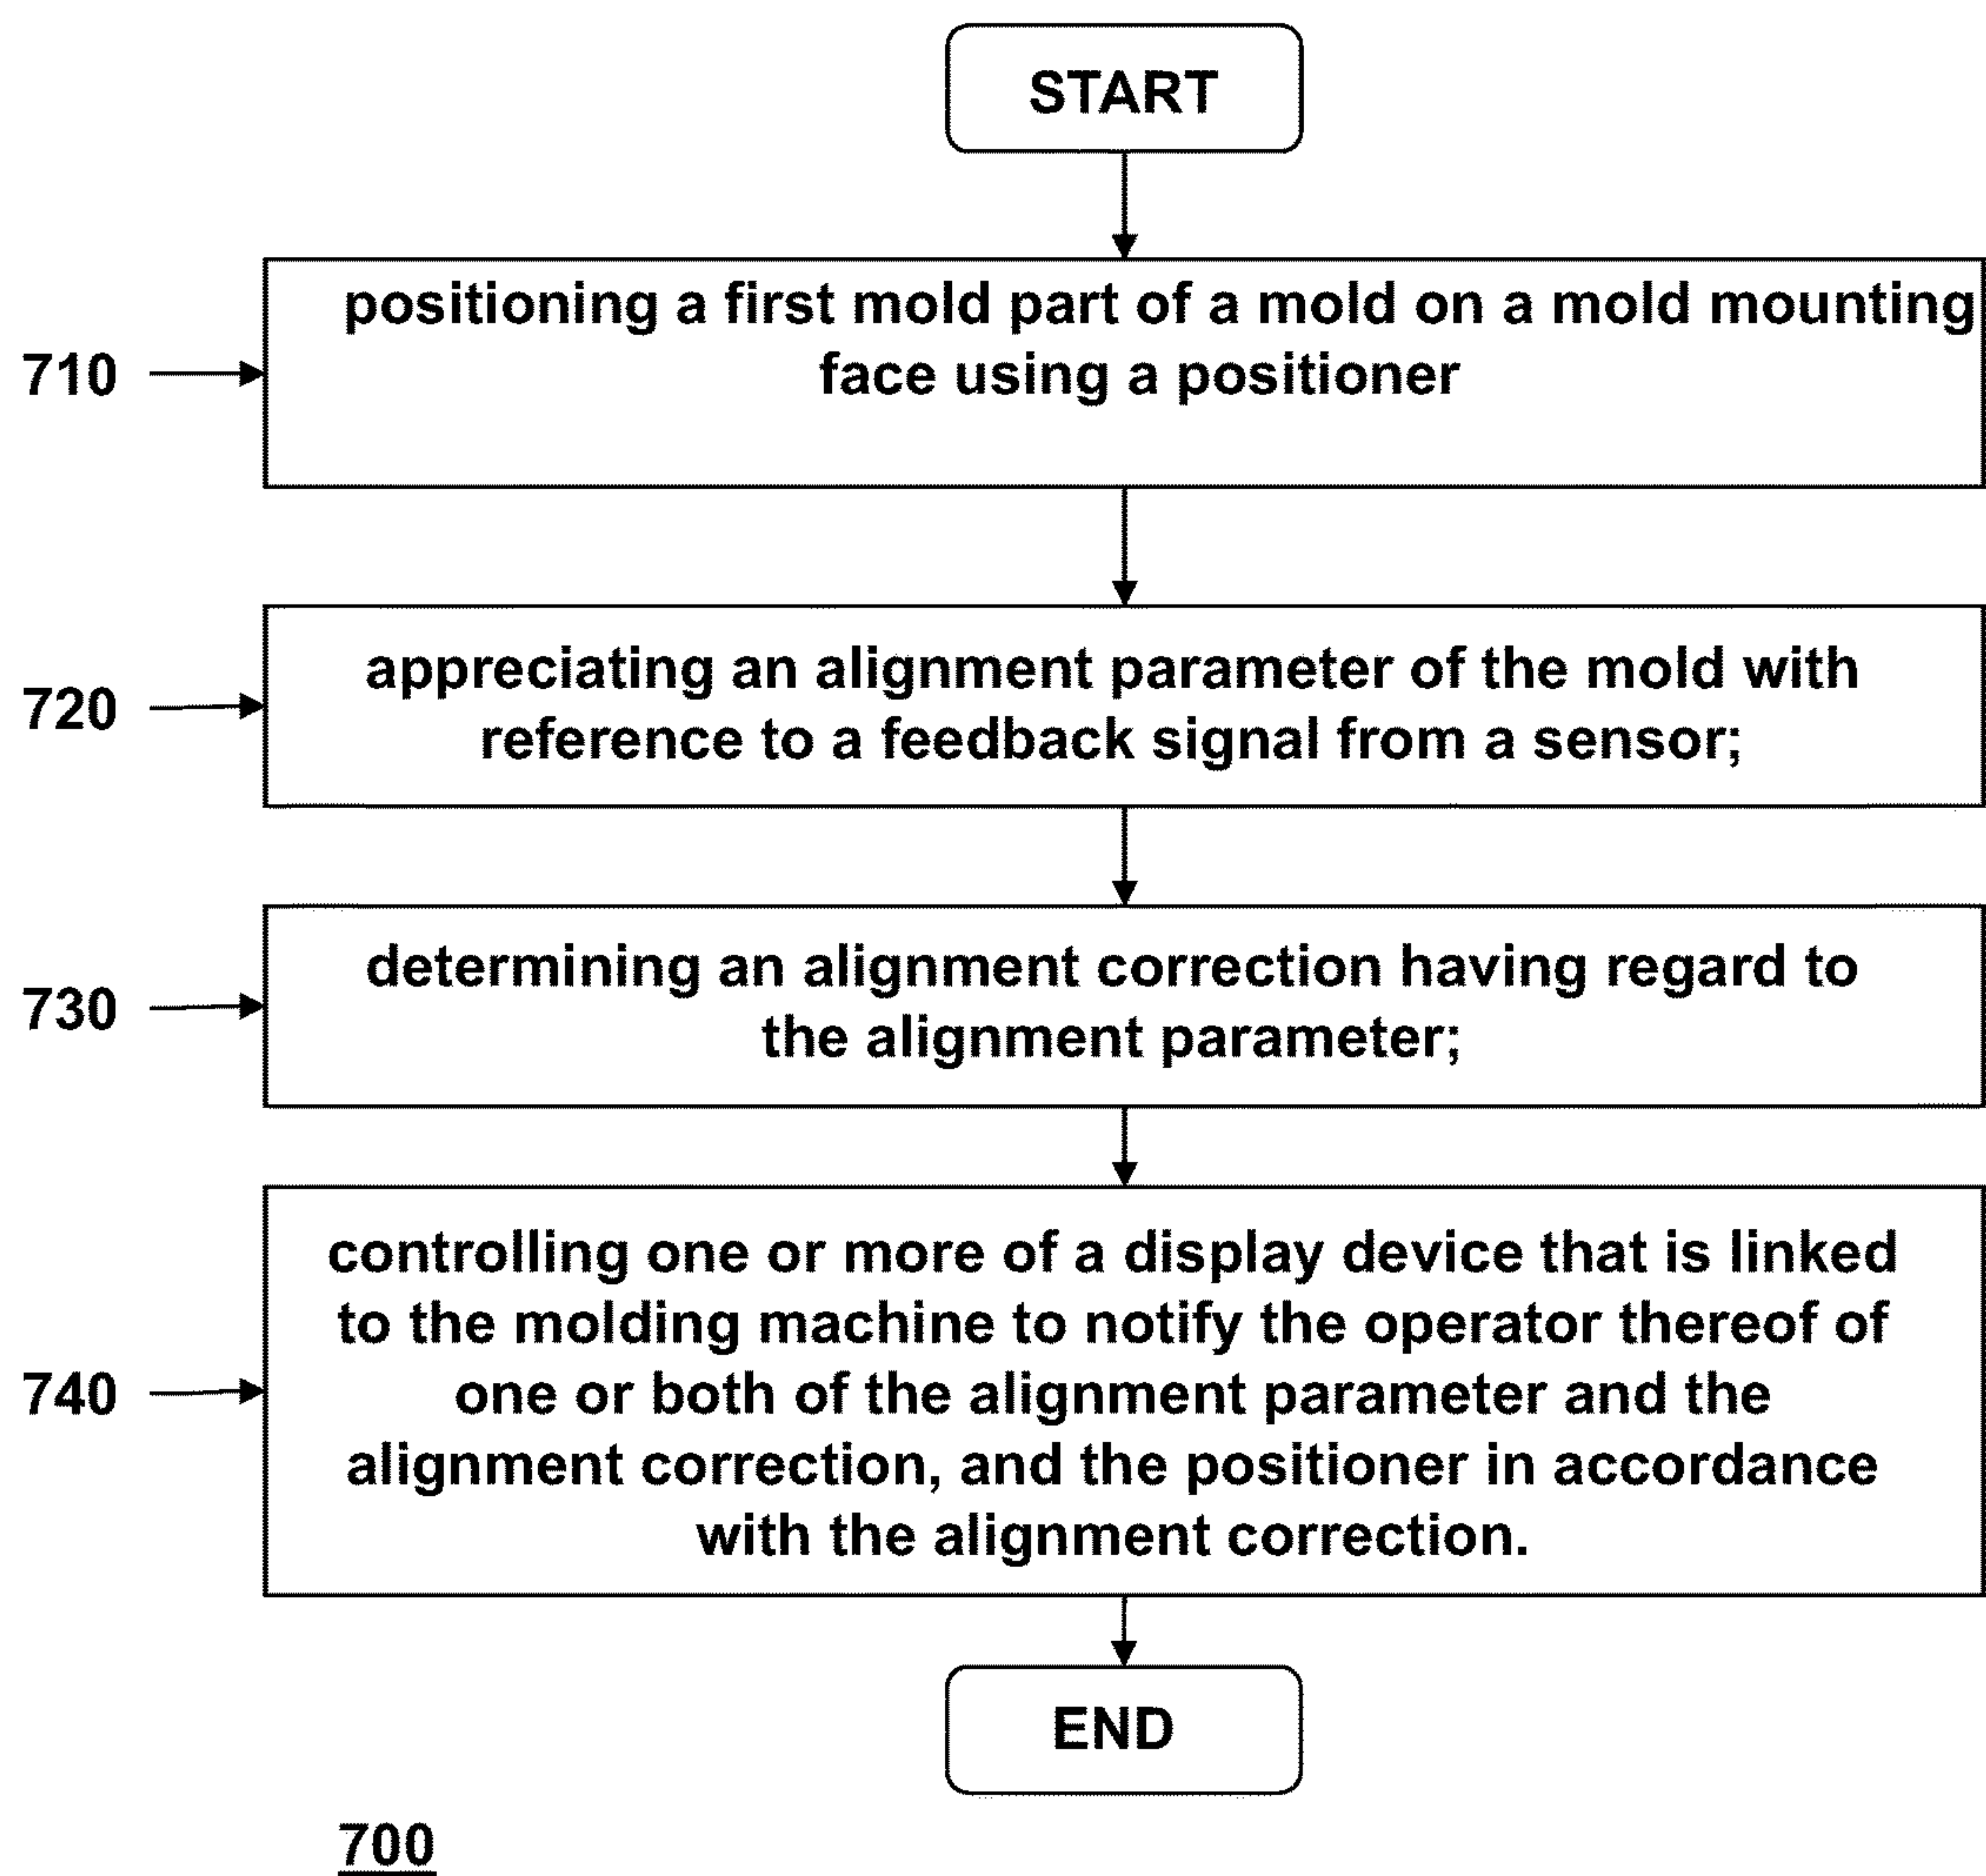 START
positioning a first mold part of a mold on a mold mounting
710
face using a positioner
appreciating an alignment parameter of the mold with
720
reference to a feedback signal from a sensor;
determining an alignment correction having regard to
730
the alignment parameter;
controlling one or more of a display device that is linked
to the molding machine to notify the operator thereof of
740
one or both of the alignment parameter and the
alignment correction, and the positioner in accordance
with the alignment correction.
END
700